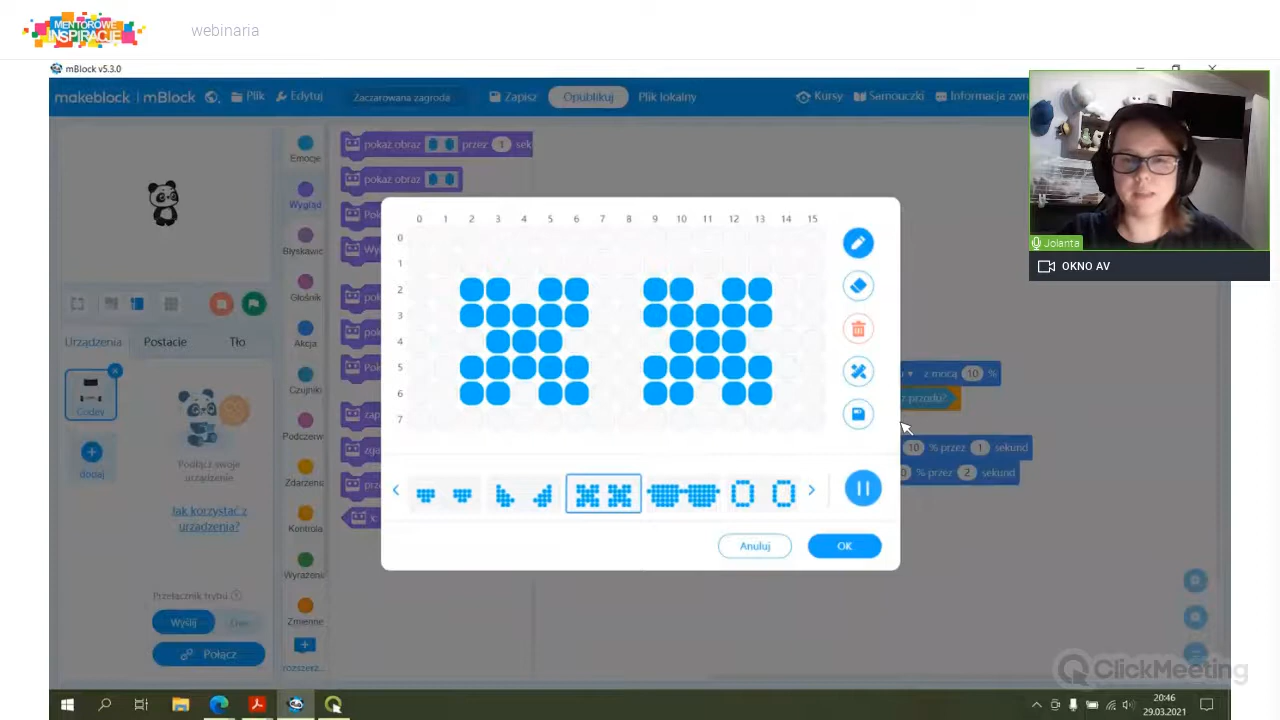 MENTOROWE
INSPIRACJE
webinaria
mBlock v5.3.0
makeblock | mBlock
Plik
Edytuj
Zaczarowana zagroda
Zapisz
Opublikuj
Plik lokalny
Kursy
Samouczki
Informacja zwr
Jolanta
OKNO AV
Emocje
Wygląd
Błyskawic
Głośnik
Akcja
Czujniki
Podczerw
Zdarzeni
Kontrola
Wyrażeni
Zmienne
rozszerz...
pokaż obraz przez 1 sek
pokaż obraz
0 1 2 3 4 5 6 7 8 9 10 11 12 13 14 15
0
1
2
3
4
5
6
7
Anuluj
OK
z mocą 10 %
z przodu?
10 % przez 1 sekund
% przez 2 sekund
Urządzenia
Postacie
Tło
Codey
dodaj
Podłącz swoje
urządzenie
Jak korzystać z
urządzenia?
Przełącznik trybu
Wyślij
Połącz
ClickMeeting
20:46
29.03.2021